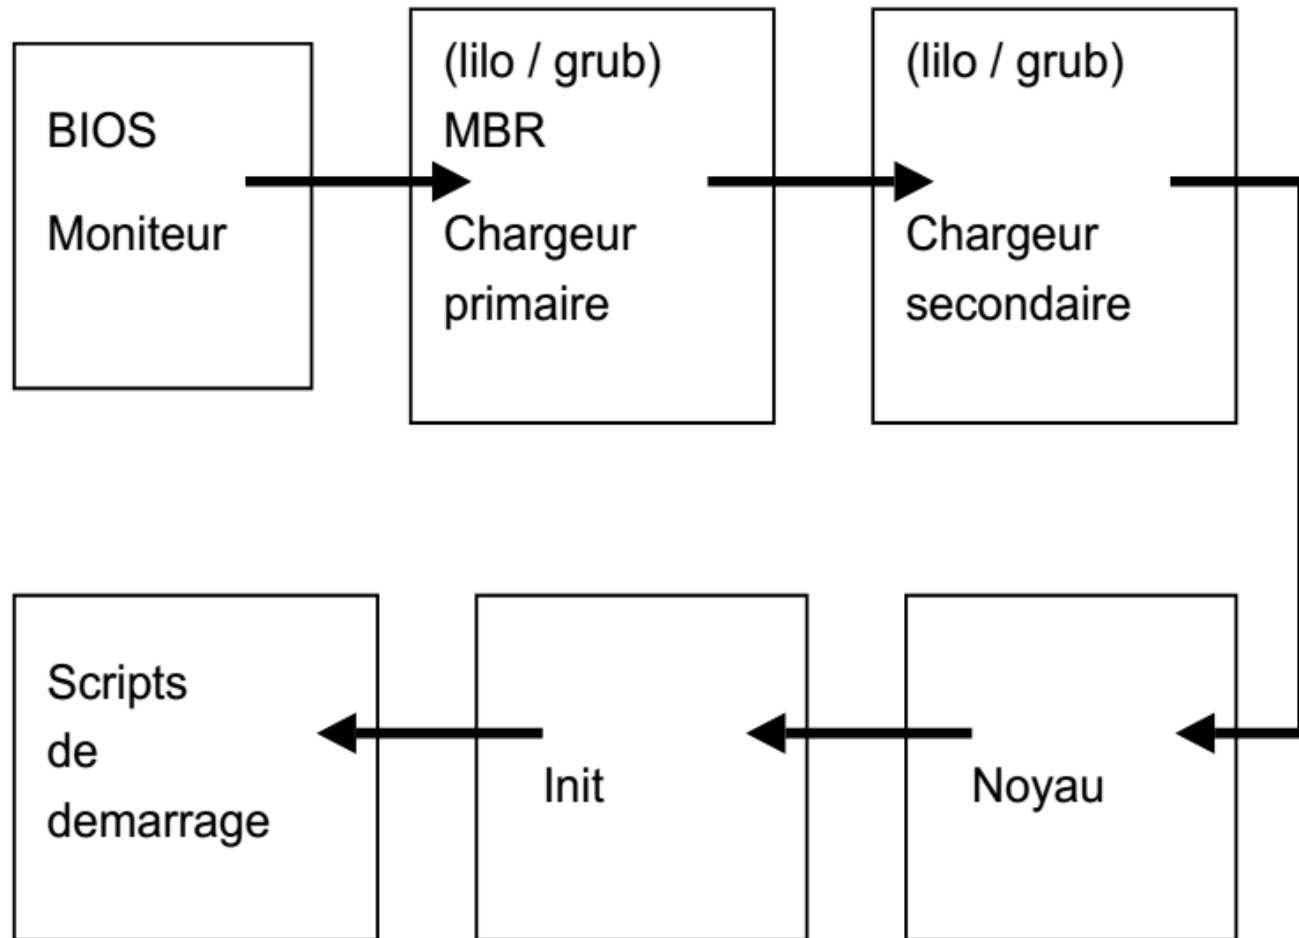 BIOS
Moniteur
(lilo / grub)
MBR
Chargeur
primaire
(lilo / grub)
Chargeur
secondaire
Noyau
Init
Scripts
de
demarrage